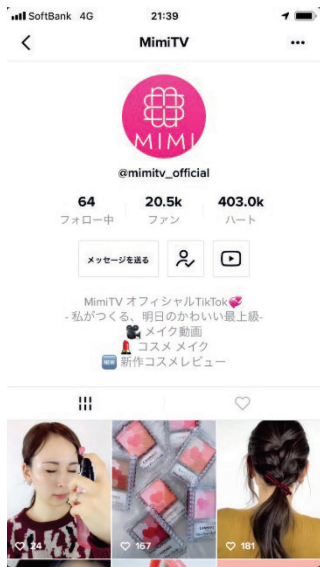 SoftBank 4G 21:39
MimiTV
MIMI
@mimitv_official
64 20.5k 403.0k
フォロー中 ファン ハート
メッセージを送る
MimiTV オフィシャルTikTok💞
- 私がつくる、明日のかわいい最上級-
🎥 メイク動画
💄 コスメ メイク
🆕 新作コスメレビュー
24 167 181